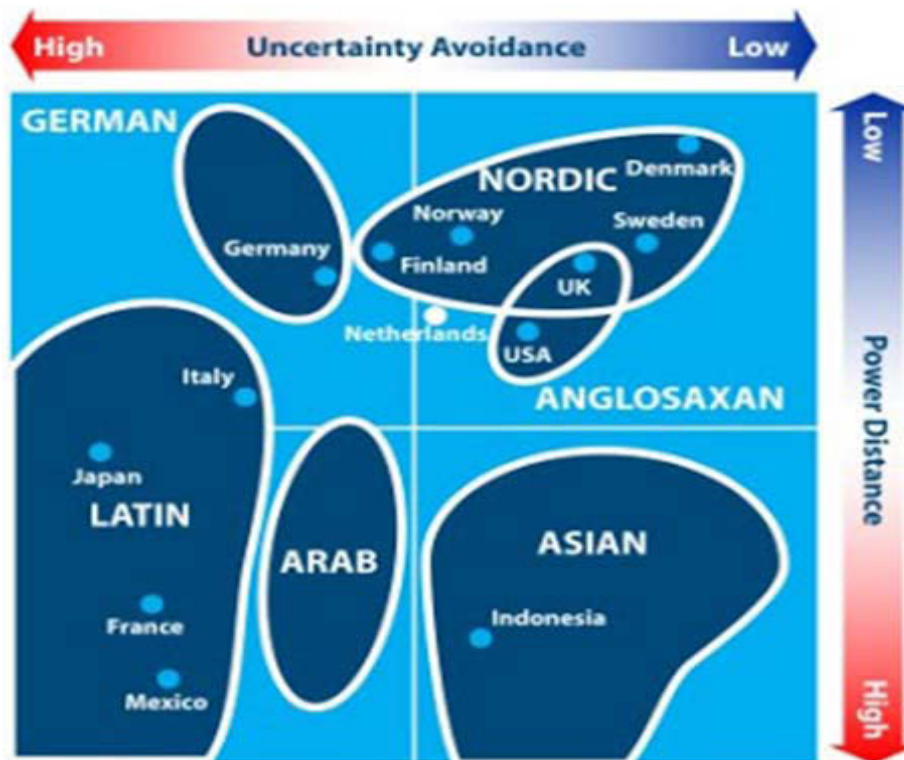 High Uncertainty Avoidance Low
GERMAN
NORDIC
Denmark
Norway
Sweden
Germany
Finland
UK
Netherlands
USA
Italy
ANGLOSAXAN
Japan
LATIN
ARAB
ASIAN
France
Indonesia
Mexico
Low
Power Distance
High